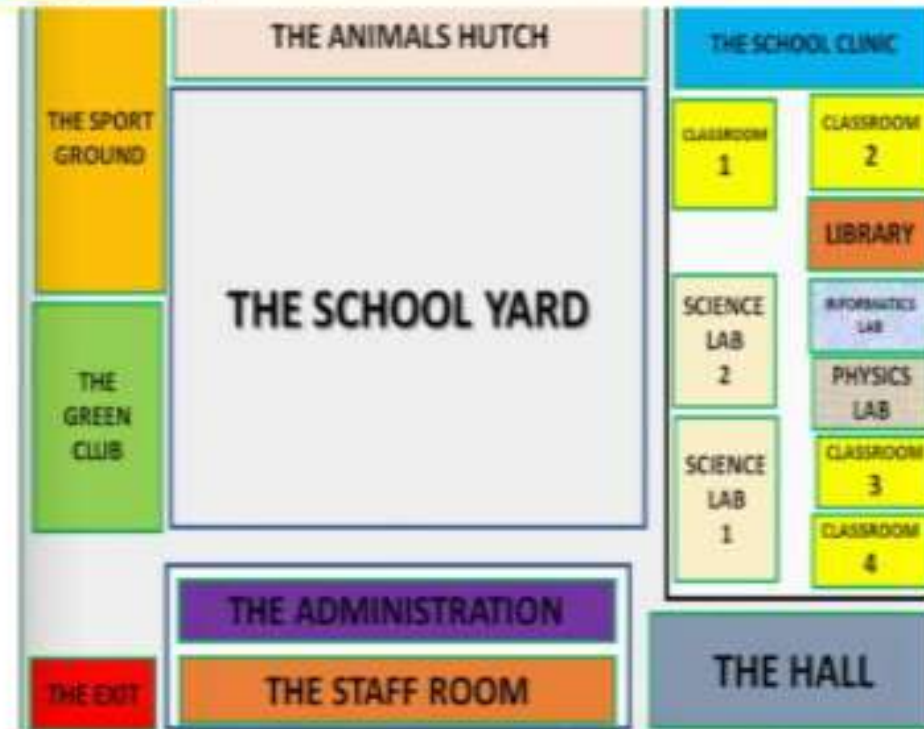 THE ANIMALS HUTCH
THE SCHOOL CLINIC
THE SPORT
GROUND
CLASSROOM
1
CLASSROOM
2
LIBRARY
THE SCHOOL YARD
SCIENCE
LAB
2
INFORMATICS
LAB
THE
GREEN
CLUB
PHYSICS
LAB
SCIENCE
LAB
1
CLASSROOM
3
CLASSROOM
4
THE ADMINISTRATION
THE HALL
THE EXIT
THE STAFF ROOM